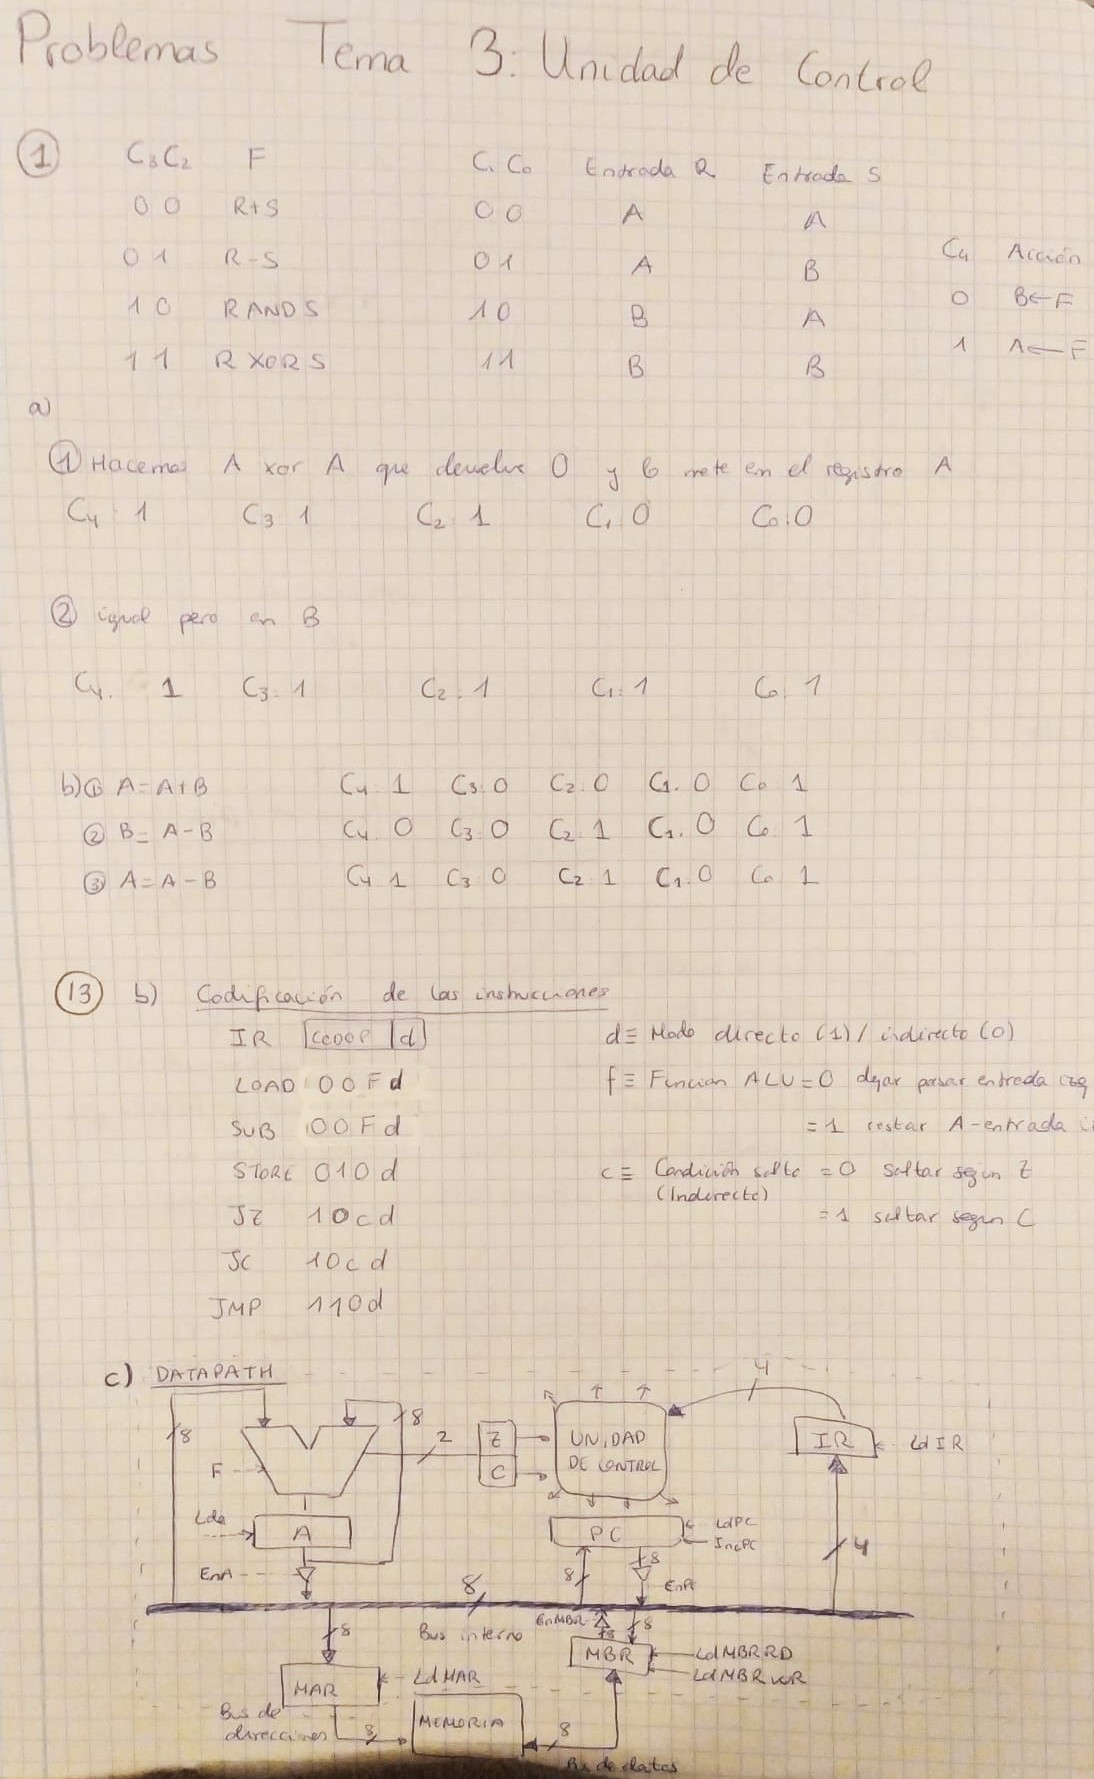 Problemas Tema 3: Unidad de Control
① C3C2 F C1 C0 Entrada R Entrada S
0 0 R+S 0 0 A A
C4 Acción
0 1 R-S 0 1 A B
0 B←F
1 0 R AND S 1 0 B A
1 A←F
1 1 R XOR S 1 1 B B
a)
① Hacemos A xor A que devuelve 0 y lo mete en el registro A
C4: 1 C3: 1 C2: 1 C1: 0 C0: 0
② igual pero en B
C4: 1 C3: 1 C2: 1 C1: 1 C0: 1
b) ① A=A+B C4: 1 C3: 0 C2: 0 C1: 0 C0: 1
② B= A-B C4: 0 C3: 0 C2: 1 C1: 0 C0: 1
③ A=A-B C4: 1 C3: 0 C2: 1 C1: 0 C0: 1
⑬ b) Codificación de las instrucciones
IR CODOP d d≡ Modo directo (1) / indirecto (0)
LOAD 00Fd f≡ Funcion ALU=0 dejar pasar entrada izq
SUB 00Fd =1 restar A-entrada
STORE 010d c≡ Condición salto =0 saltar segun Z
(Indirecto)
JZ 10cd =1 saltar segun C
JC 10cd
JMP 110d
c) DATAPATH
4
8 8 2 Z UNIDAD DE CONTROL IR LdIR
F C
Lda A PC LdPC
IncPC
EnA 8 8 8 EnPC 4
Bus interno EnMBR 8 8
8 MBR LdMBRRD
LdMBRWR
MAR LdMAR
Bus de direcciones 8 MEMORIA 8
Bus de datos